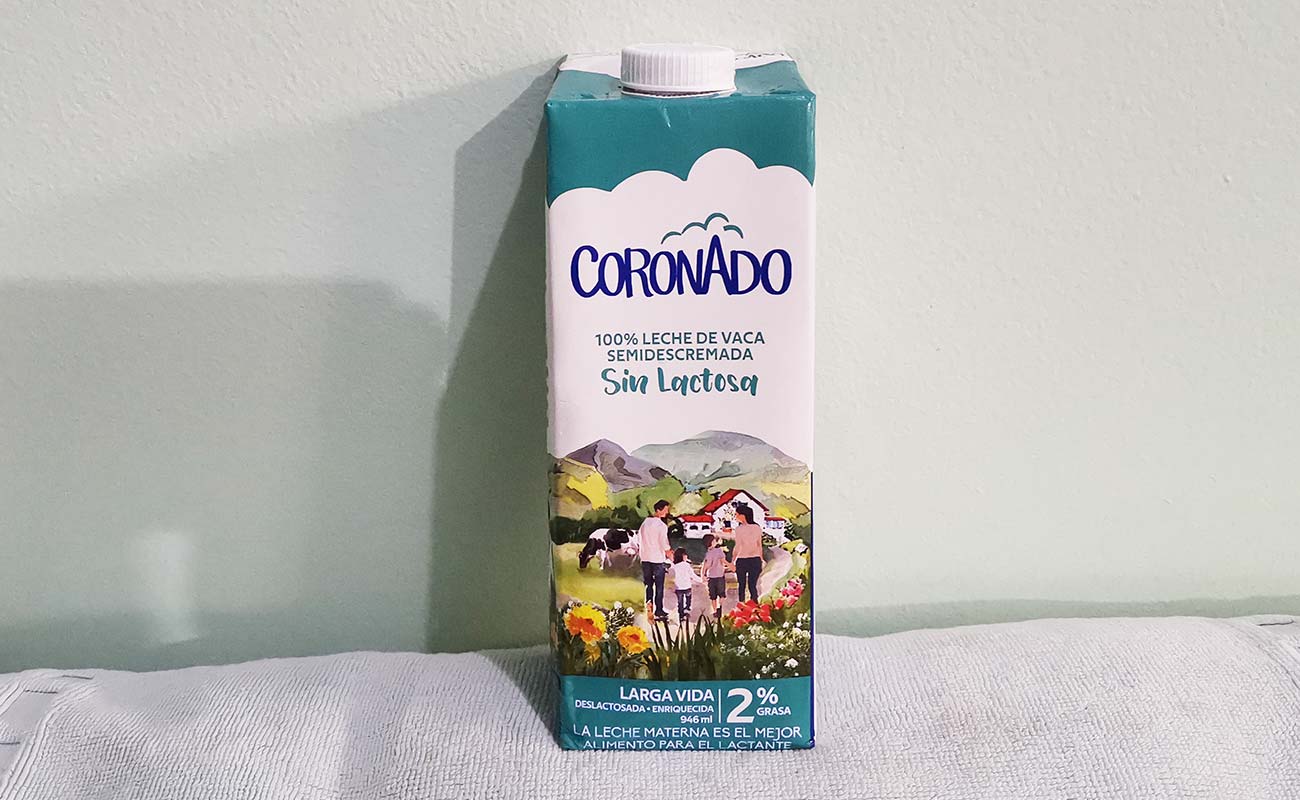 CORONADO
100% LECHE DE VACA
SEMIDESCREMADA
Sin Lactosa
LARGA VIDA
DESLACTOSADA • ENRIQUECIDA
946 ml
2%
GRASA
LA LECHE MATERNA ES EL MEJOR
ALIMENTO PARA EL LACTANTE